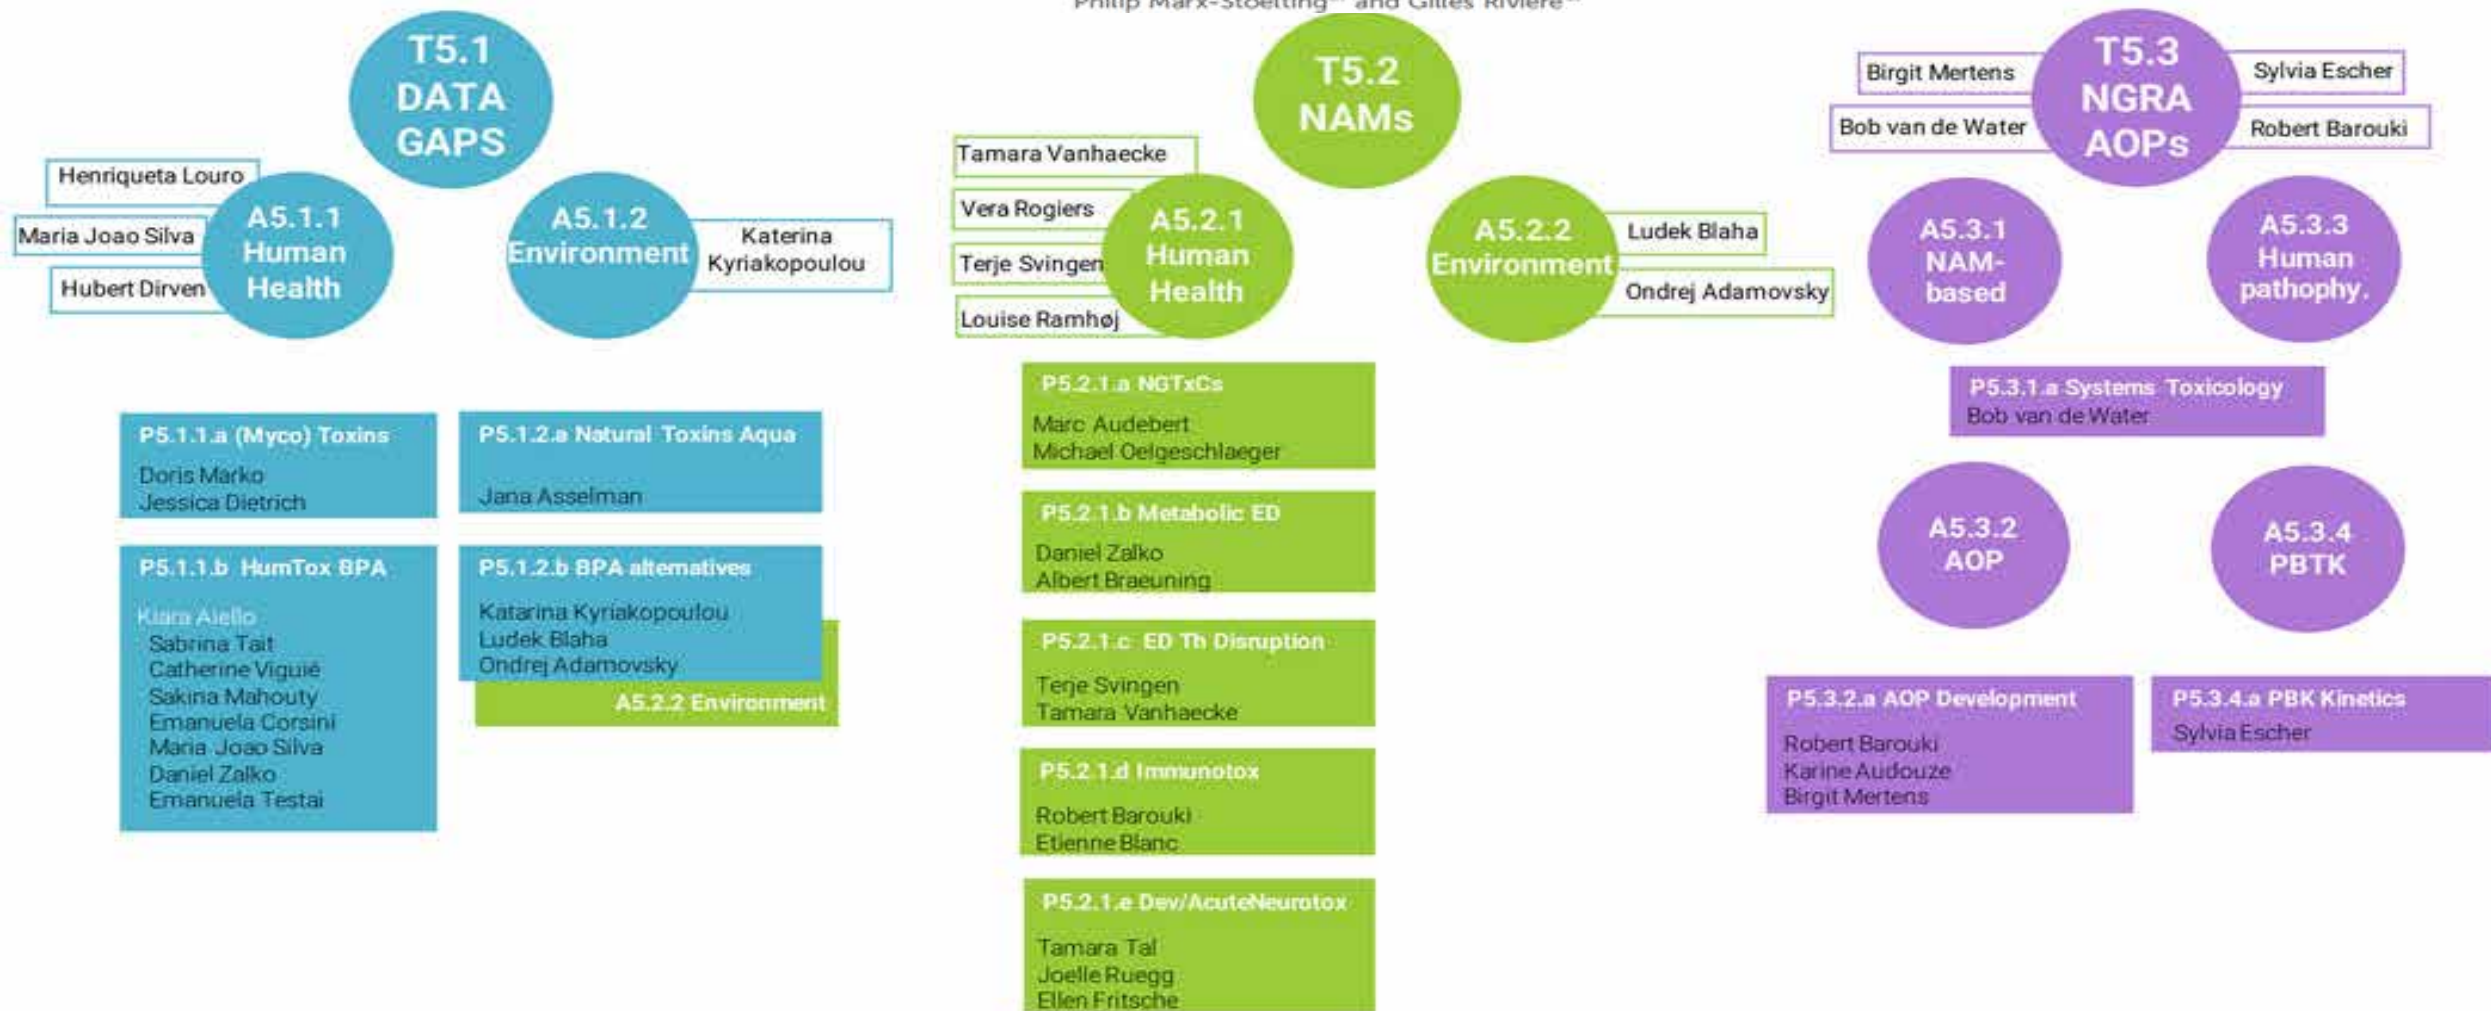 Philip Marx-Stoelting and Gilles Rivière
T5.1
DATA
GAPS
Henriqueta Louro
Maria Joao Silva
Hubert Dirven
A5.1.1
Human
Health
A5.1.2
Environment
Katerina
Kyriakopoulou
P5.1.1.a (Myco) Toxins
Doris Marko
Jessica Dietrich
P5.1.2.a Natural Toxins Aqua
Jana Asselman
P5.1.1.b HumTox BPA
Kiara Aiello
Sabrina Tait
Catherine Viguié
Sakina Mahouty
Emanuela Corsini
Maria Joao Silva
Daniel Zalko
Emanuela Testai
P5.1.2.b BPA alternatives
Katarina Kyriakopoulou
Ludek Blaha
Ondrej Adamovsky
A5.2.2 Environment
T5.2
NAMs
Tamara Vanhaecke
Vera Rogiers
Terje Svingen
Louise Ramhøj
A5.2.1
Human
Health
A5.2.2
Environment
Ludek Blaha
Ondrej Adamovsky
P5.2.1.a NGTxCs
Marc Audebert
Michael Oelgeschlaeger
P5.2.1.b Metabolic ED
Daniel Zalko
Albert Braeuning
P5.2.1.c ED Th Disruption
Terje Svingen
Tamara Vanhaecke
P5.2.1.d Immunotox
Robert Barouki
Etienne Blanc
P5.2.1.e Dev/AcuteNeurotox
Tamara Tal
Joelle Ruegg
Ellen Fritsche
T5.3
NGRA
AOPs
Birgit Mertens
Bob van de Water
Sylvia Escher
Robert Barouki
A5.3.1
NAM-
based
A5.3.3
Human
pathophy.
P5.3.1.a Systems Toxicology
Bob van de Water
A5.3.2
AOP
A5.3.4
PBTK
P5.3.2.a AOP Development
Robert Barouki
Karine Audouze
Birgit Mertens
P5.3.4.a PBK Kinetics
Sylvia Escher